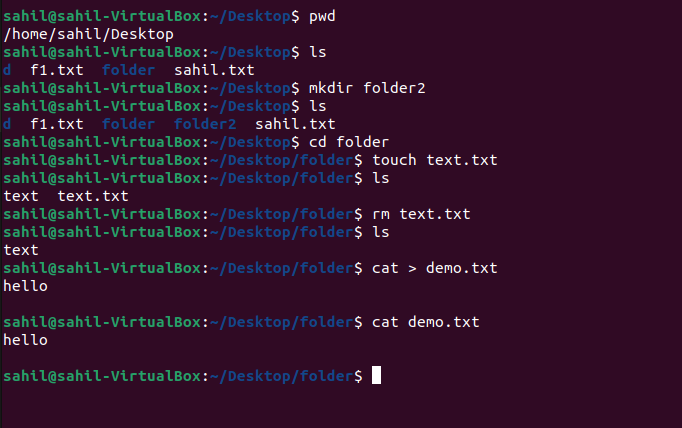 sahil@sahil-VirtualBox:~/Desktop$ pwd
/home/sahil/Desktop
sahil@sahil-VirtualBox:~/Desktop$ ls
d  f1.txt  folder  sahil.txt
sahil@sahil-VirtualBox:~/Desktop$ mkdir folder2
sahil@sahil-VirtualBox:~/Desktop$ ls
d  f1.txt  folder  folder2  sahil.txt
sahil@sahil-VirtualBox:~/Desktop$ cd folder
sahil@sahil-VirtualBox:~/Desktop/folder$ touch text.txt
sahil@sahil-VirtualBox:~/Desktop/folder$ ls
text  text.txt
sahil@sahil-VirtualBox:~/Desktop/folder$ rm text.txt
sahil@sahil-VirtualBox:~/Desktop/folder$ ls
text
sahil@sahil-VirtualBox:~/Desktop/folder$ cat > demo.txt
hello
sahil@sahil-VirtualBox:~/Desktop/folder$ cat demo.txt
hello
sahil@sahil-VirtualBox:~/Desktop/folder$